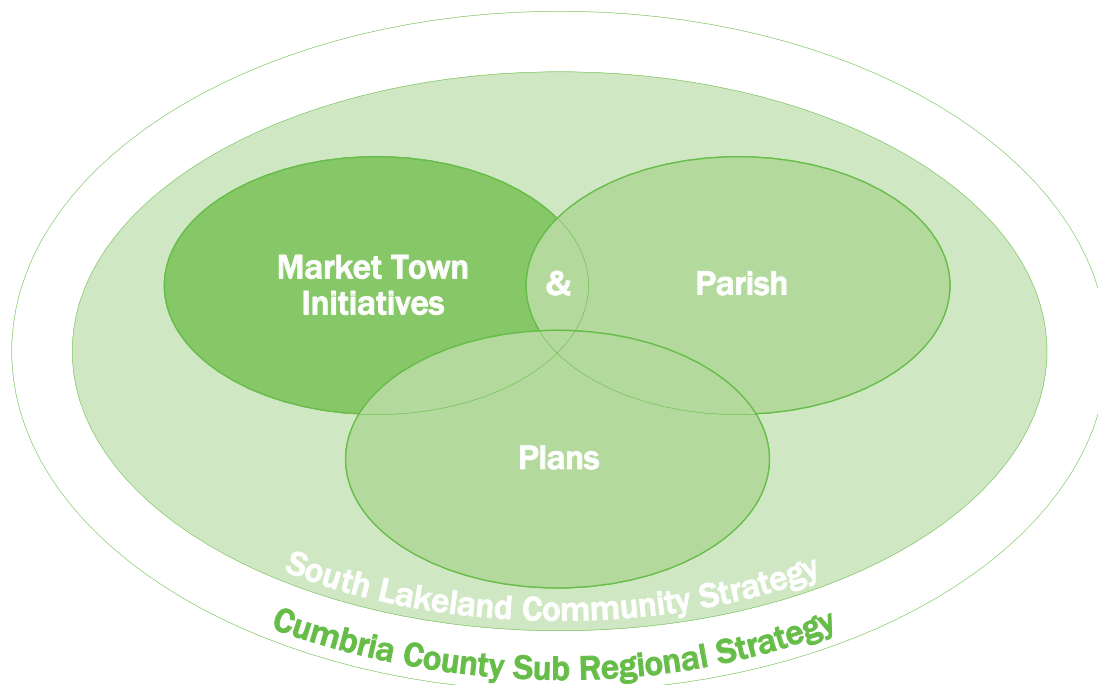 Market Town
Initiatives
&
Parish
Plans
South Lakeland Community Strategy
Cumbria County Sub Regional Strategy